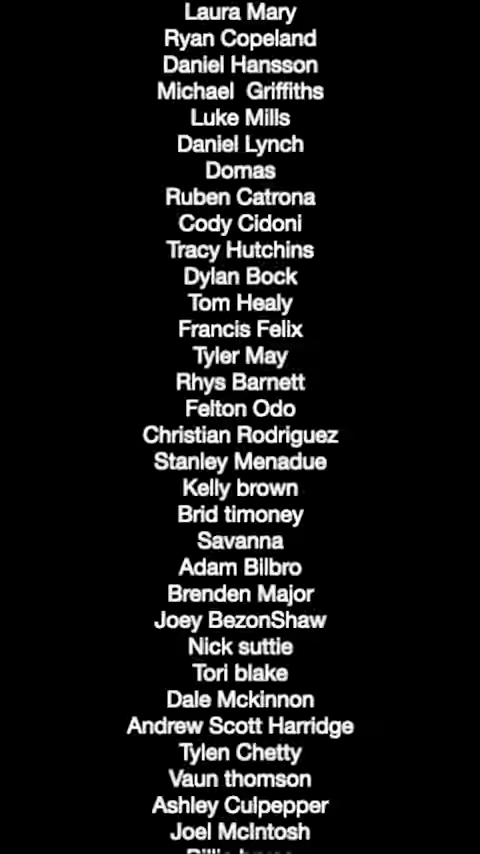 Laura Mary
Ryan Copeland
Daniel Hansson
Michael  Griffiths
Luke Mills
Daniel Lynch
Domas
Ruben Catrona
Cody Cidoni
Tracy Hutchins
Dylan Bock
Tom Healy
Francis Felix
Tyler May
Rhys Barnett
Felton Odo
Christian Rodriguez
Stanley Menadue
Kelly brown
Brid timoney
Savanna
Adam Bilbro
Brenden Major
Joey BezonShaw
Nick suttie
Tori blake
Dale Mckinnon
Andrew Scott Harridge
Tylen Chetty
Vaun thomson
Ashley Culpepper
Joel McIntosh